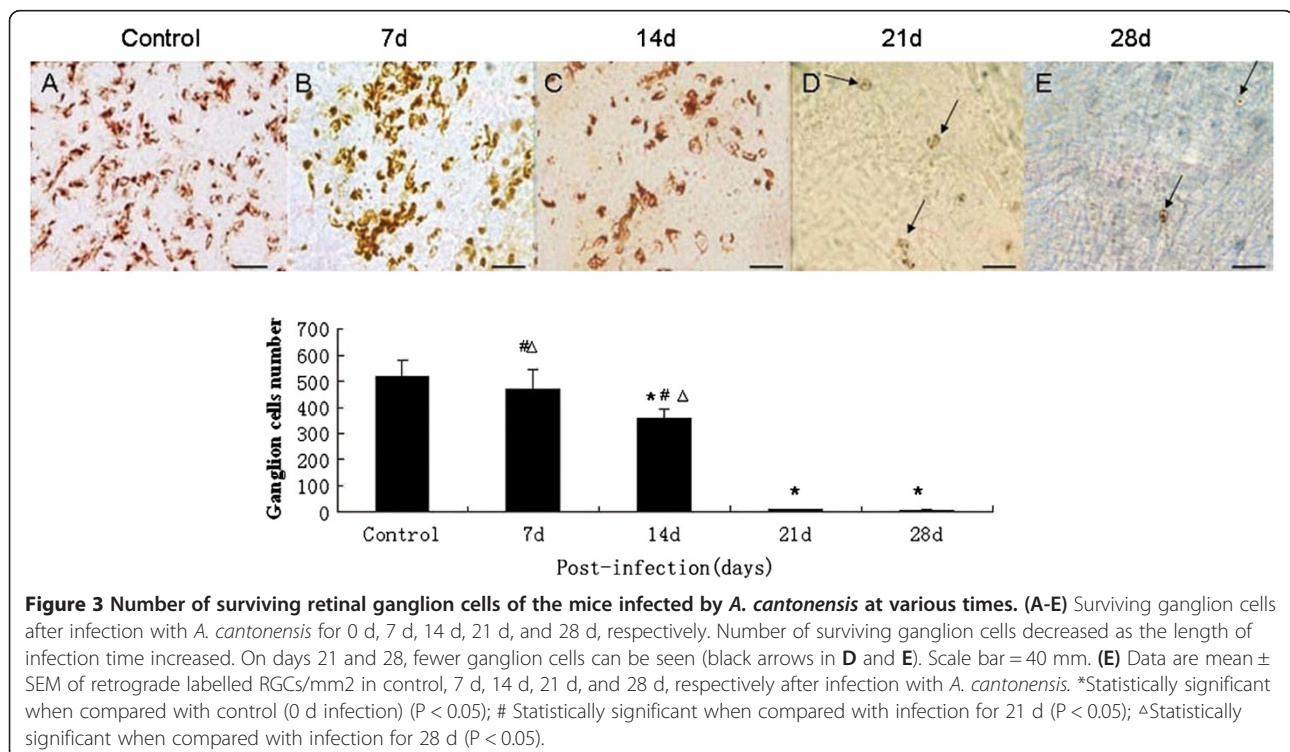 Control 7d 14d 21d 28d
A B C D E
Ganglion cells number
700
600
500
400
300
200
100
0
#△
* # △
*
*
Control 7d 14d 21d 28d
Post-infection(days)
Figure 3 Number of surviving retinal ganglion cells of the mice infected by A. cantonensis at various times. (A-E) Surviving ganglion cells
after infection with A. cantonensis for 0 d, 7 d, 14 d, 21 d, and 28 d, respectively. Number of surviving ganglion cells decreased as the length of
infection time increased. On days 21 and 28, fewer ganglion cells can be seen (black arrows in D and E). Scale bar = 40 mm. (E) Data are mean ±
SEM of retrograde labelled RGCs/mm2 in control, 7 d, 14 d, 21 d, and 28 d, respectively after infection with A. cantonensis. *Statistically significant
when compared with control (0 d infection) (P < 0.05); # Statistically significant when compared with infection for 21 d (P < 0.05); △Statistically
significant when compared with infection for 28 d (P < 0.05).